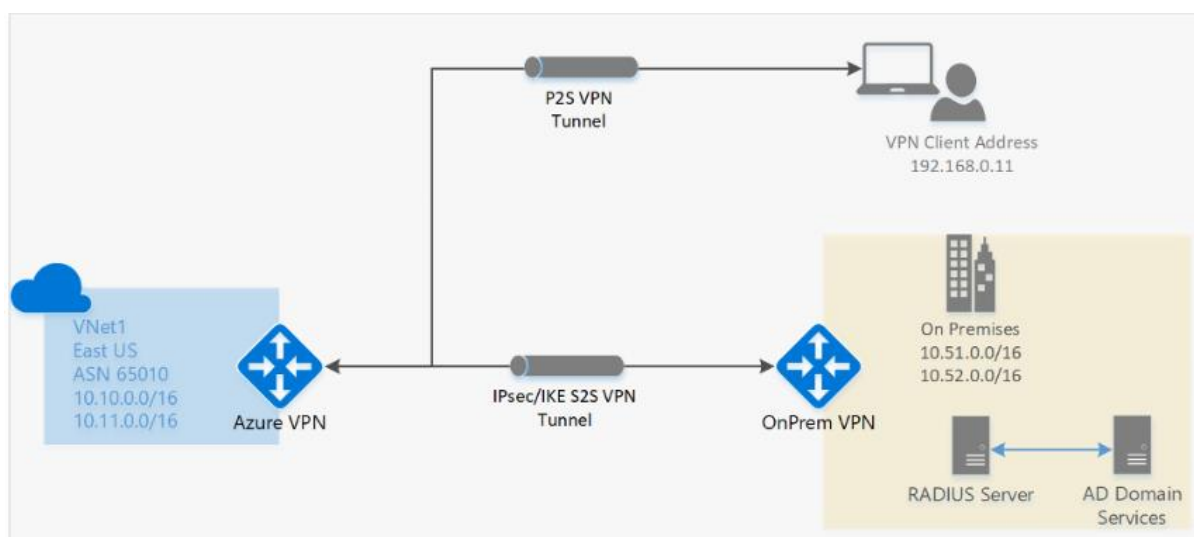 P2S VPN
Tunnel
VPN Client Address
192.168.0.11
VNet1
East US
ASN 65010
10.10.0.0/16
10.11.0.0/16
Azure VPN
IPsec/IKE S2S VPN
Tunnel
OnPrem VPN
On Premises
10.51.0.0/16
10.52.0.0/16
RADIUS Server
AD Domain
Services